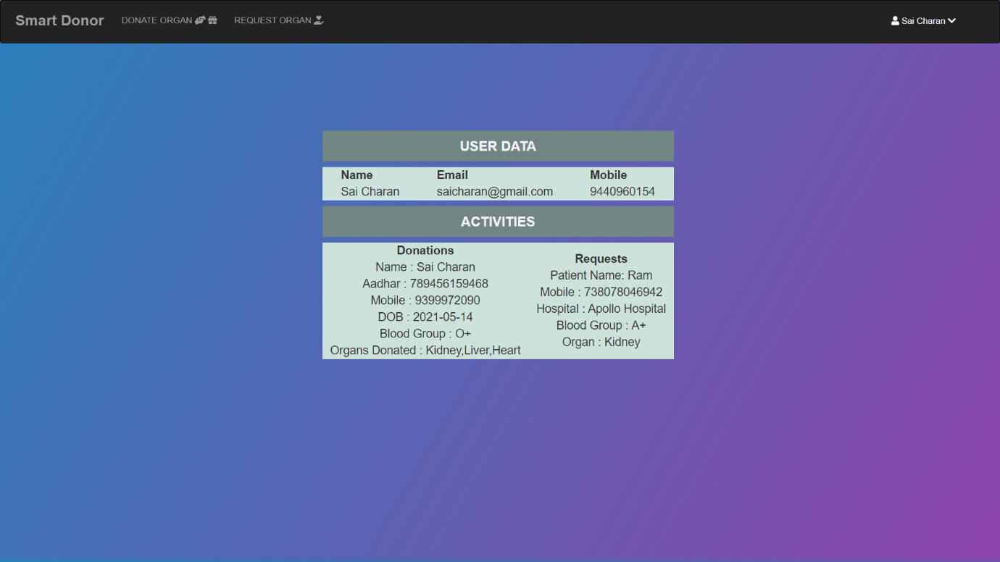 Smart Donor DONATE ORGAN REQUEST ORGAN Sai Charan
USER DATA
Name Email Mobile
Sai Charan saicharan@gmail.com 9440960154
ACTIVITIES
Donations
Name : Sai Charan
Aadhar : 789456159468
Mobile : 9399972090
DOB : 2021-05-14
Blood Group : O+
Organs Donated : Kidney,Liver,Heart
Requests
Patient Name: Ram
Mobile : 738078046942
Hospital : Apollo Hospital
Blood Group : A+
Organ : Kidney